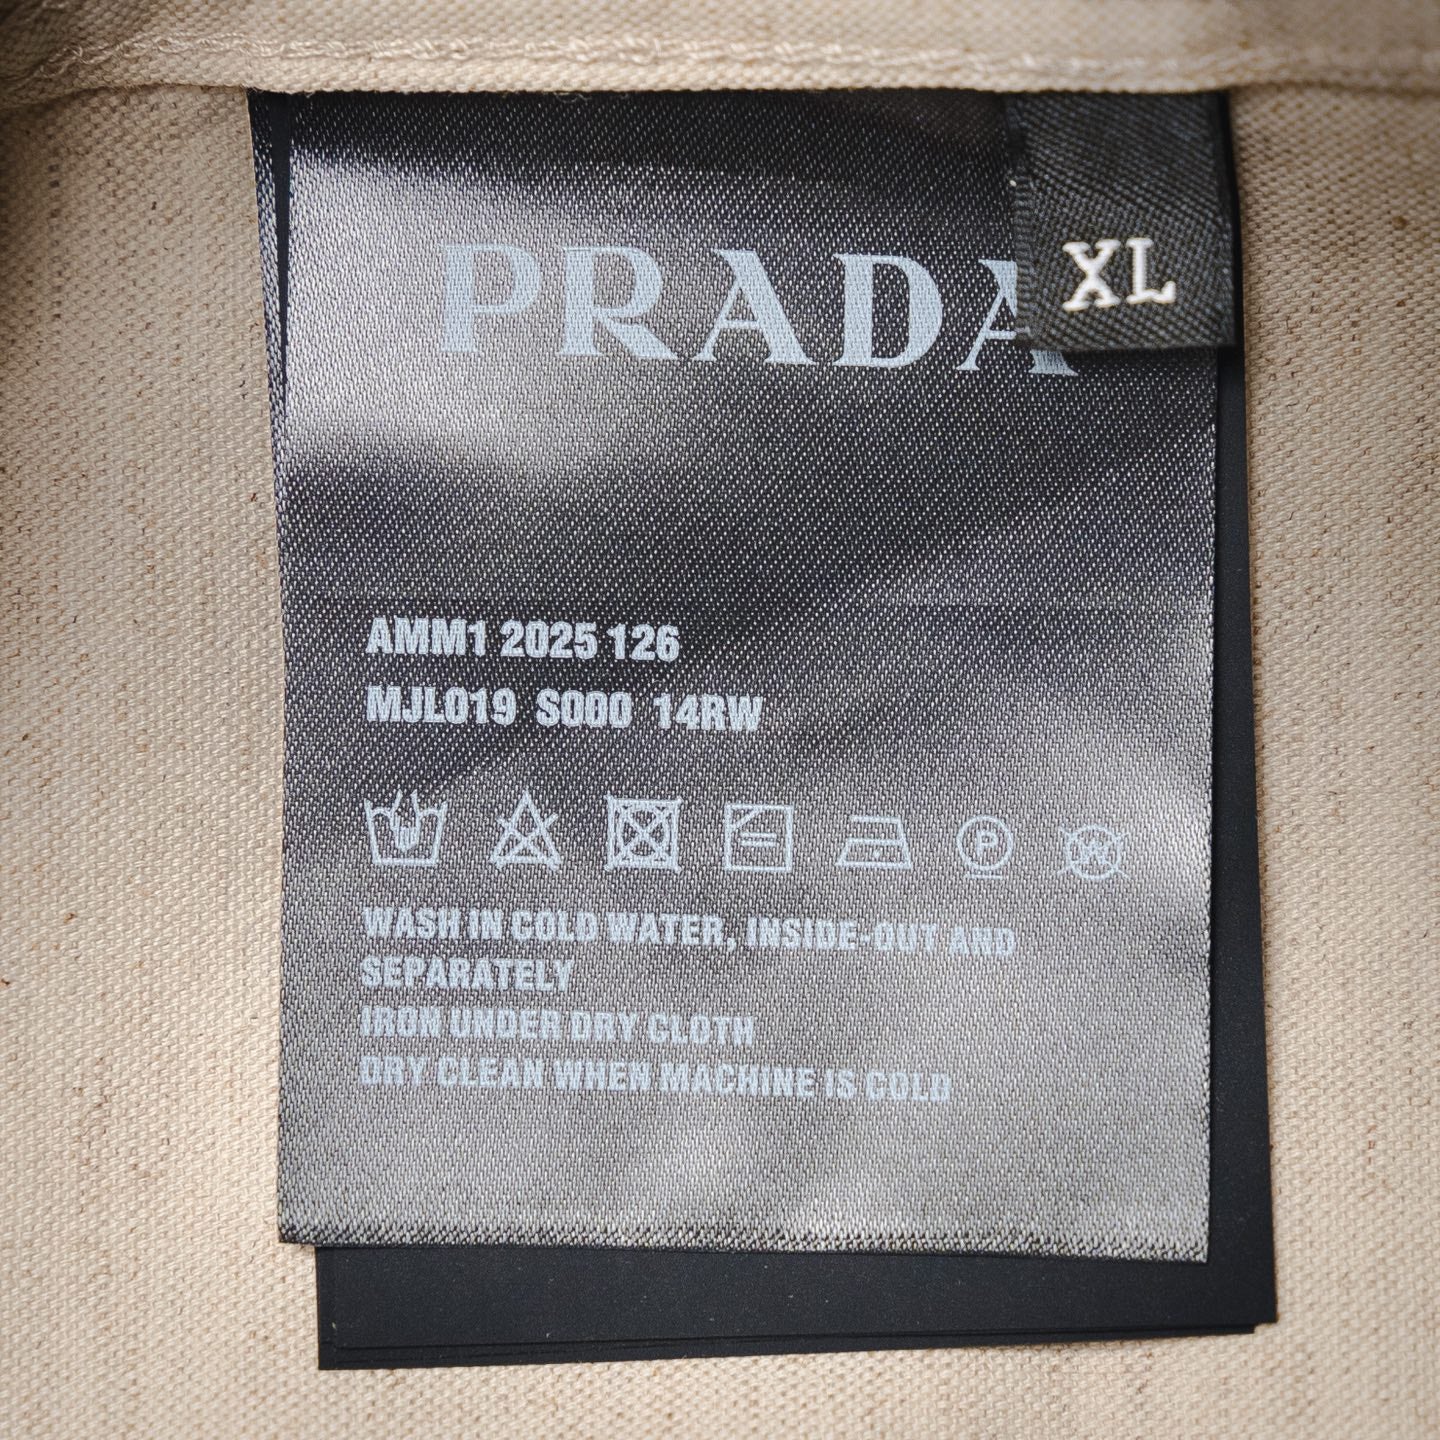 PRADA
XL
AMM1 2025 126
MJL019 S000 14RW
P
W
WASH IN COLD WATER, INSIDE-OUT AND
SEPARATELY
IRON UNDER DRY CLOTH
DRY CLEAN WHEN MACHINE IS COLD